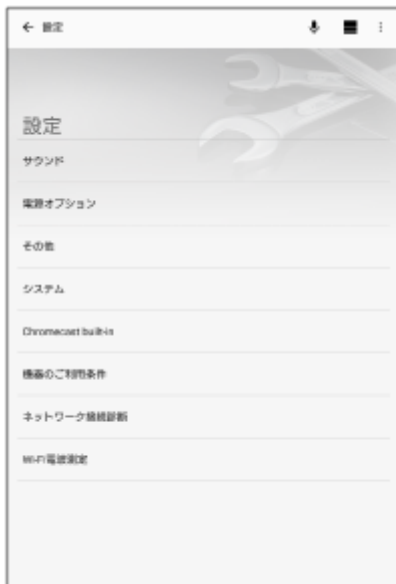 設定
設定
サウンド
電源オプション
その他
システム
Chromecast built-in
機器のご利用条件
ネットワーク接続診断
Wi-Fi電波測定